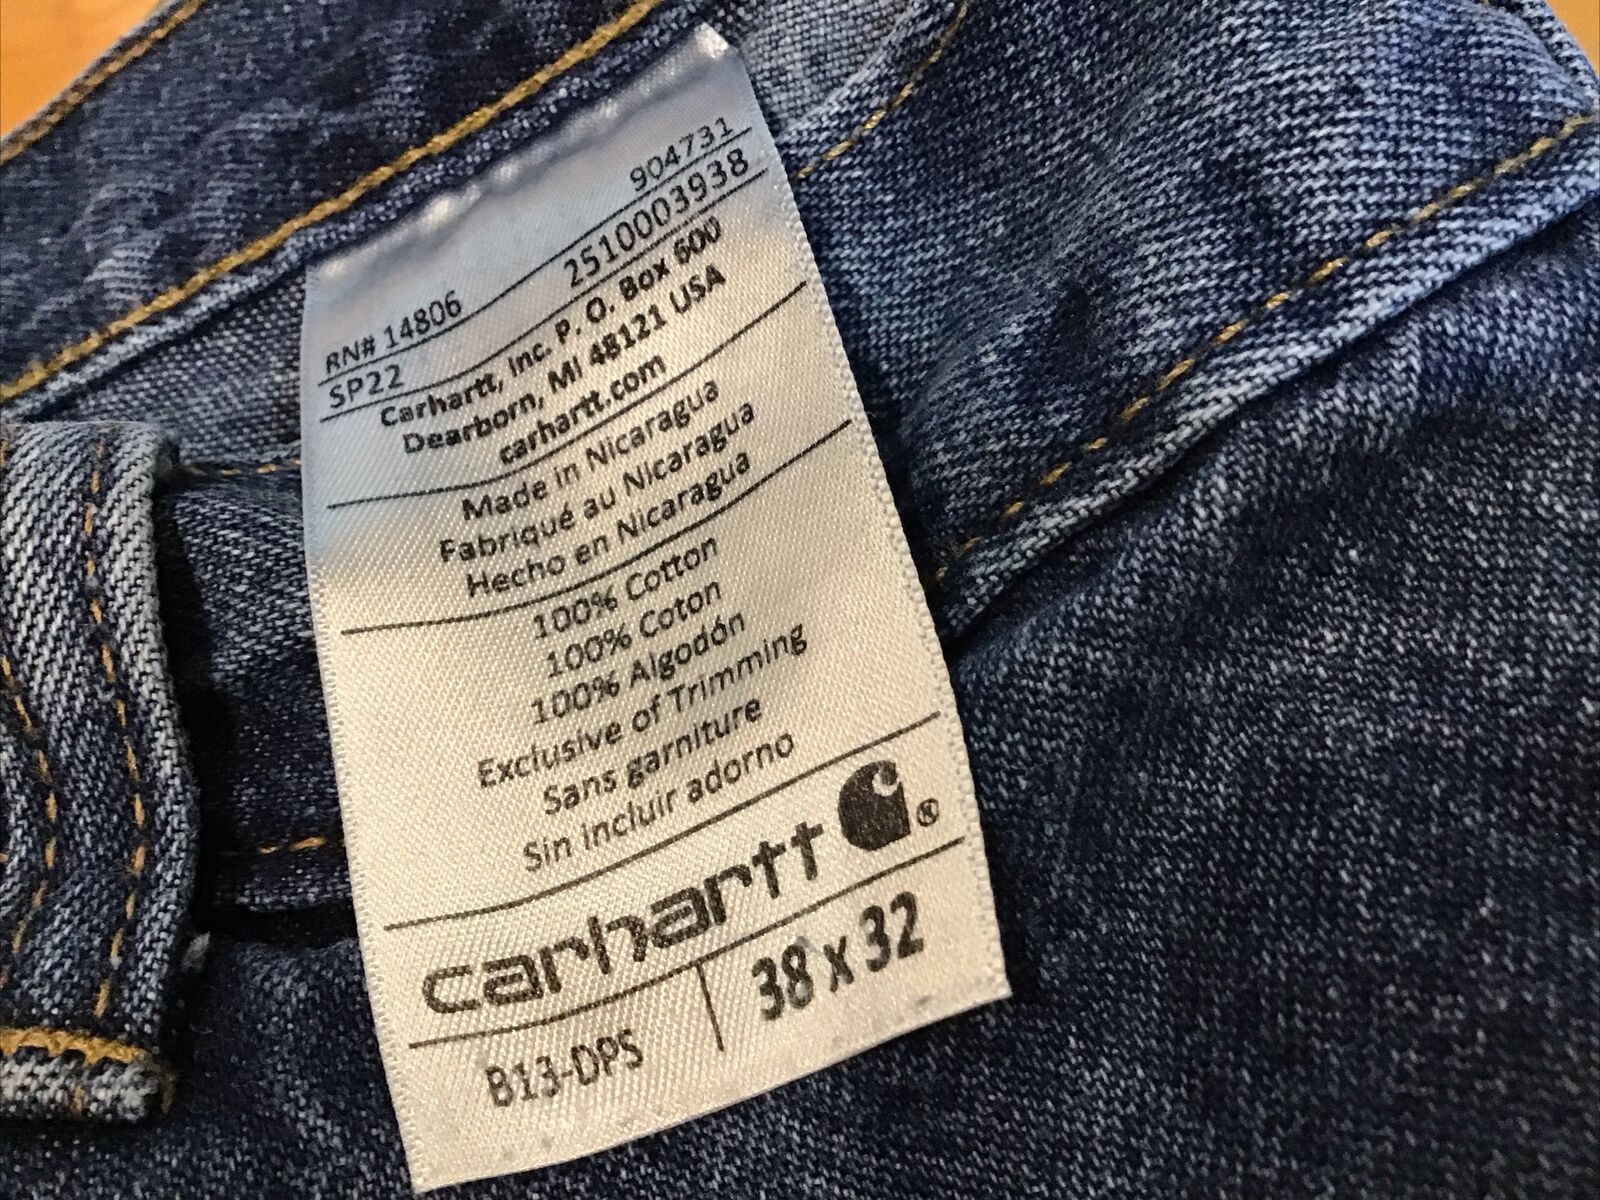 RN# 14806 904731
SP22 2510003938
Carhartt, Inc. P. O. Box 600
Dearborn, MI 48121 USA
carhartt.com
Made in Nicaragua
Fabriqué au Nicaragua
Hecho en Nicaragua
100% Cotton
100% Coton
100% Algodón
Exclusive of Trimming
Sans garniture
Sin incluir adorno
carhartt ®
B13-DPS 38 x 32